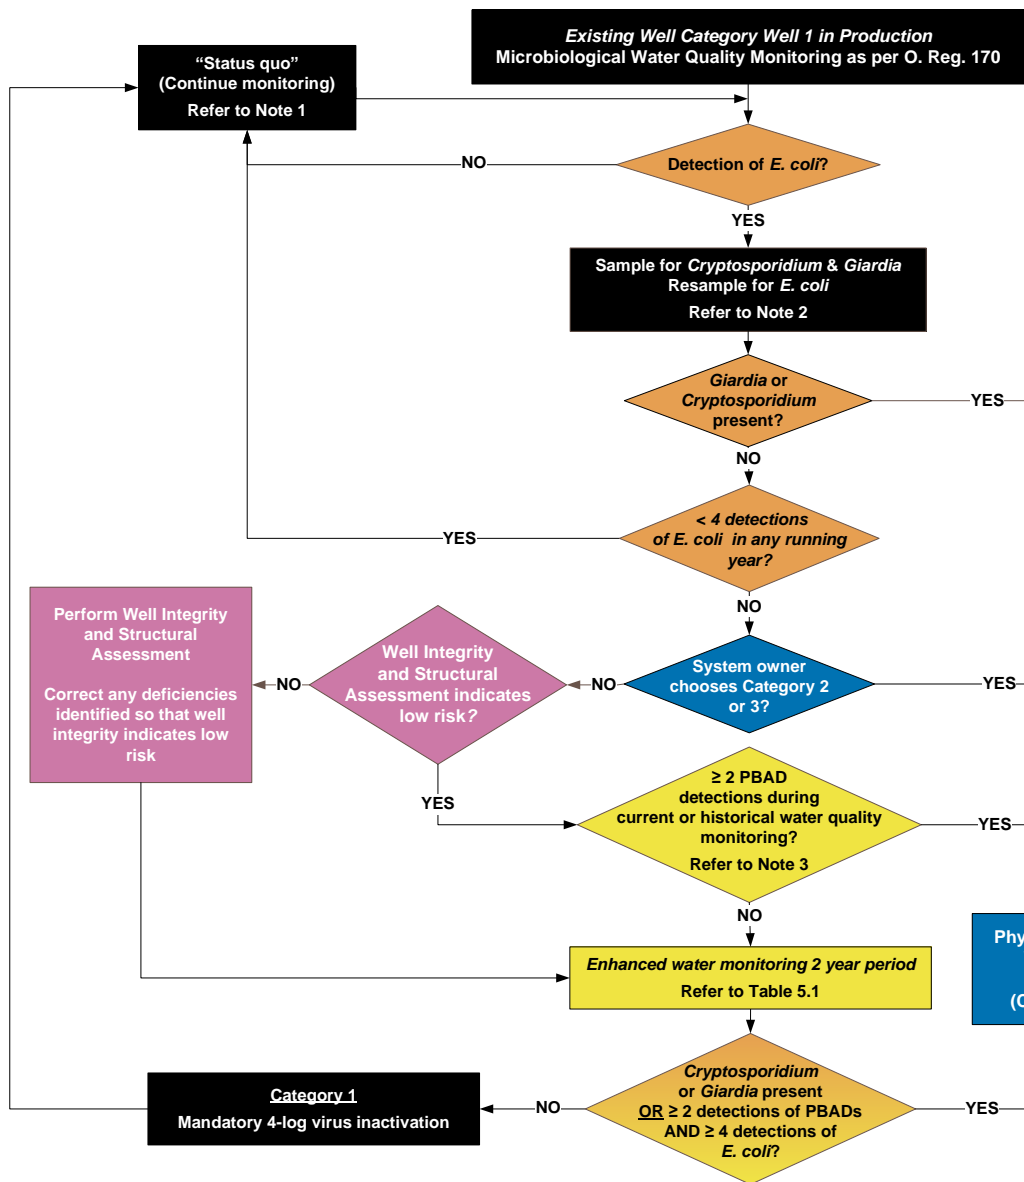 Existing Well Category Well 1 in Production
Microbiological Water Quality Monitoring as per O. Reg. 170
“Status quo”
(Continue monitoring)
Refer to Note 1
NO
Detection of E. coli?
YES
Sample for Cryptosporidium & Giardia
Resample for E. coli
Refer to Note 2
Giardia or
Cryptosporidium
present?
YES
NO
< 4 detections
of E. coli in any running
year?
YES
NO
System owner
chooses Category 2
or 3?
YES
NO
Well Integrity
and Structural
Assessment indicates
low risk?
NO
Perform Well Integrity
and Structural
Assessment
Correct any deficiencies
identified so that well
integrity indicates low
risk
YES
≥ 2 PBAD
detections during
current or historical water quality
monitoring?
Refer to Note 3
YES
NO
Phy
(C
Enhanced water monitoring 2 year period
Refer to Table 5.1
Cryptosporidium
or Giardia present
OR ≥ 2 detections of PBADs
AND ≥ 4 detections of
E. coli?
YES
NO
Category 1
Mandatory 4-log virus inactivation